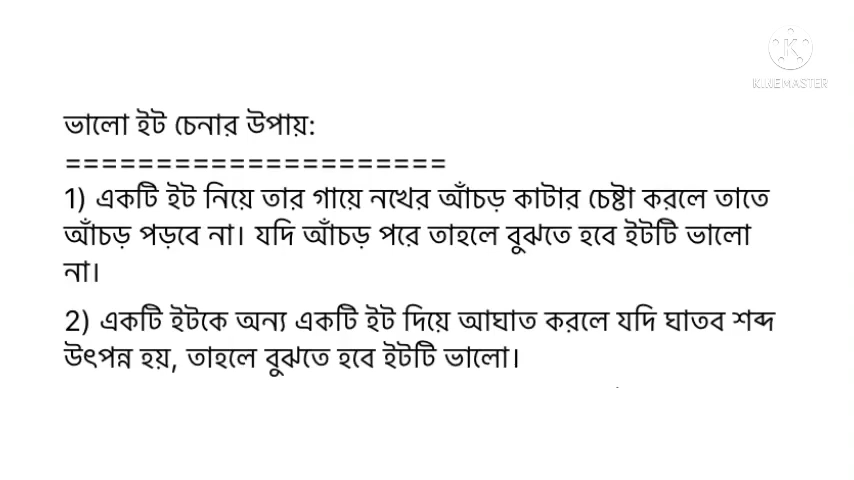 KINEMASTER
ভালো ইট চেনার উপায়:
=====================
1) একটি ইট নিয়ে তার গায়ে নখের আঁচড় কাটার চেষ্টা করলে তাতে
আঁচড় পড়বে না। যদি আঁচড় পরে তাহলে বুঝতে হবে ইটটি ভালো
না।
2) একটি ইটকে অন্য একটি ইট দিয়ে আঘাত করলে যদি ঘাতব শব্দ
উৎপন্ন হয়, তাহলে বুঝতে হবে ইটটি ভালো।